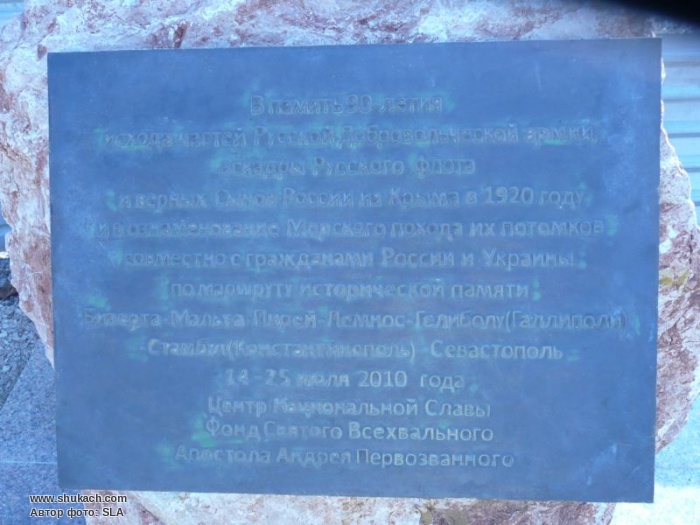 В память 90-летия
исхода частей Русской Добровольческой армии,
эскадры Русского флота
и верных Сынов России из Крыма в 1920 году
и в ознаменование Морского похода их потомков
совместно с гражданами России и Украины
по маршруту исторической памяти
Бизерта-Мальта-Пирей-Лемнос-Гелиболу(Галлиполи)
Стамбул(Константинополь) Севастополь
14-25 июля 2010 года
Центр Национальной Славы
Фонд Святого Всехвального
Апостола Андрея Первозванного
www.shukach.com
Автор фото: SLA